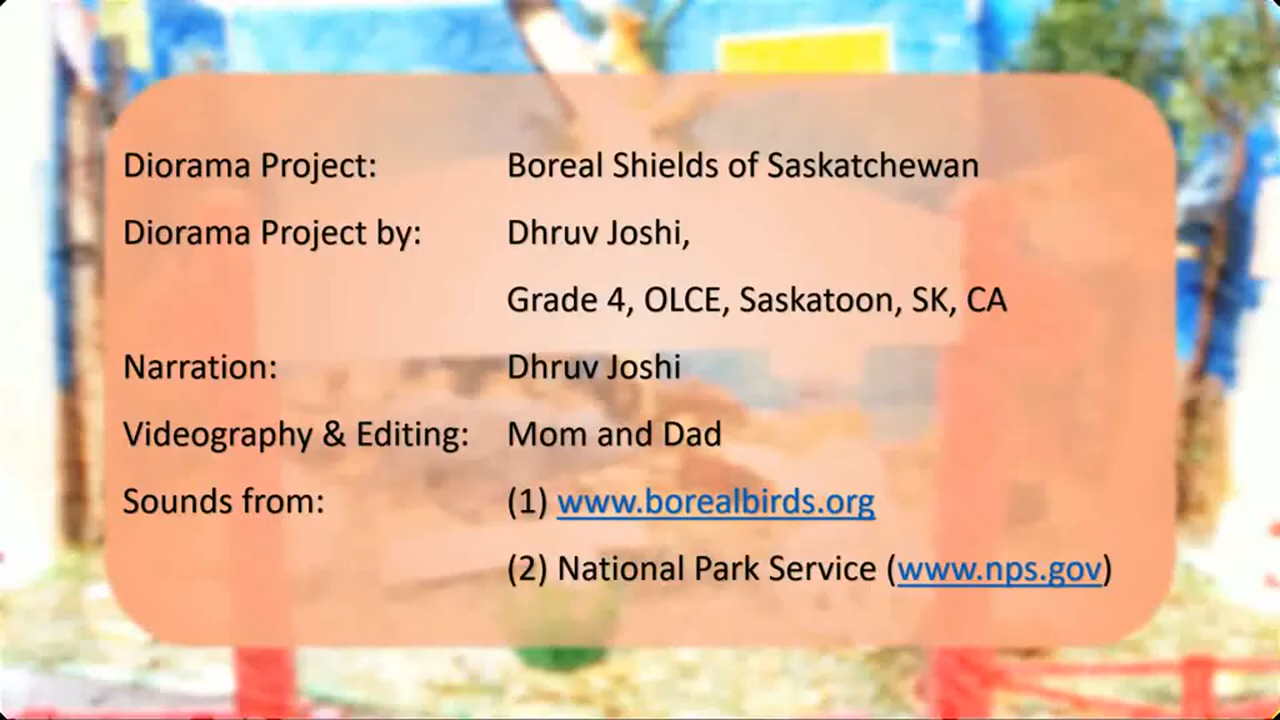 Diorama Project: Boreal Shields of Saskatchewan
Diorama Project by: Dhruv Joshi,
Grade 4, OLCE, Saskatoon, SK, CA
Narration: Dhruv Joshi
Videography & Editing: Mom and Dad
Sounds from: (1) www.borealbirds.org
(2) National Park Service (www.nps.gov)